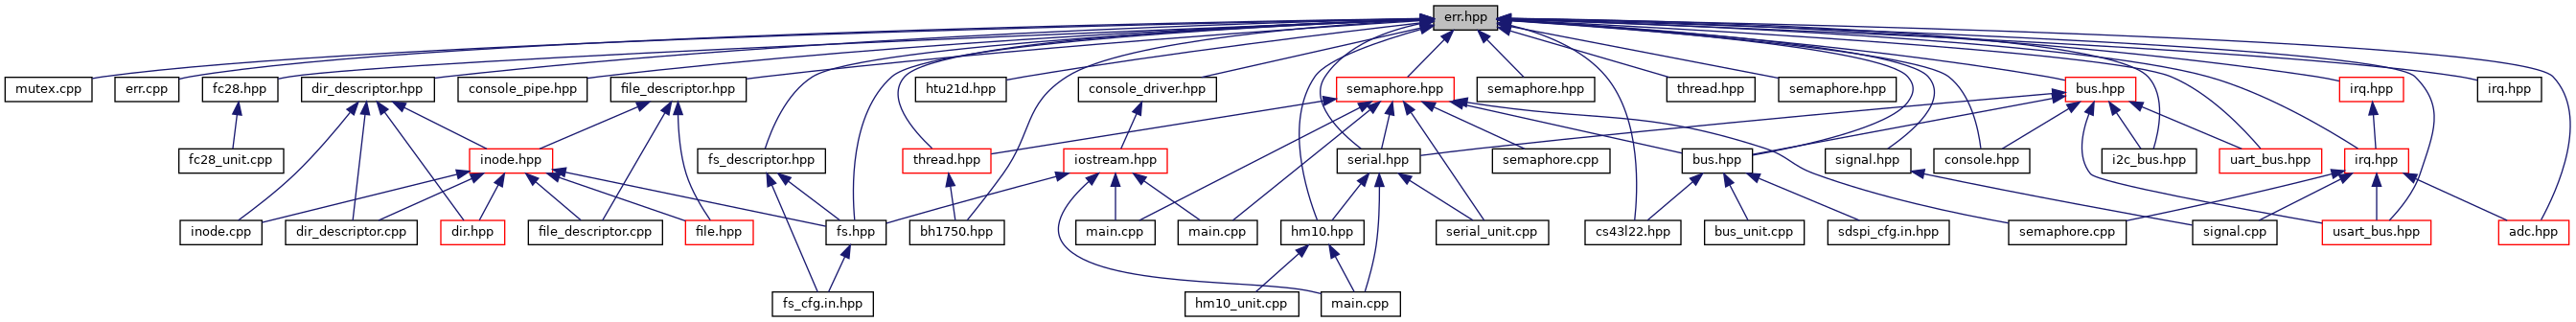 err.hpp
mutex.cpp
err.cpp
fc28.hpp
dir_descriptor.hpp
console_pipe.hpp
file_descriptor.hpp
htu21d.hpp
console_driver.hpp
semaphore.hpp
semaphore.hpp
thread.hpp
semaphore.hpp
bus.hpp
irq.hpp
irq.hpp
fc28_unit.cpp
inode.hpp
fs_descriptor.hpp
thread.hpp
iostream.hpp
serial.hpp
semaphore.cpp
bus.hpp
signal.hpp
console.hpp
i2c_bus.hpp
uart_bus.hpp
irq.hpp
inode.cpp
dir_descriptor.cpp
dir.hpp
file_descriptor.cpp
file.hpp
fs.hpp
bh1750.hpp
main.cpp
main.cpp
hm10.hpp
serial_unit.cpp
cs43l22.hpp
bus_unit.cpp
sdspi_cfg.in.hpp
semaphore.cpp
signal.cpp
usart_bus.hpp
adc.hpp
fs_cfg.in.hpp
hm10_unit.cpp
main.cpp